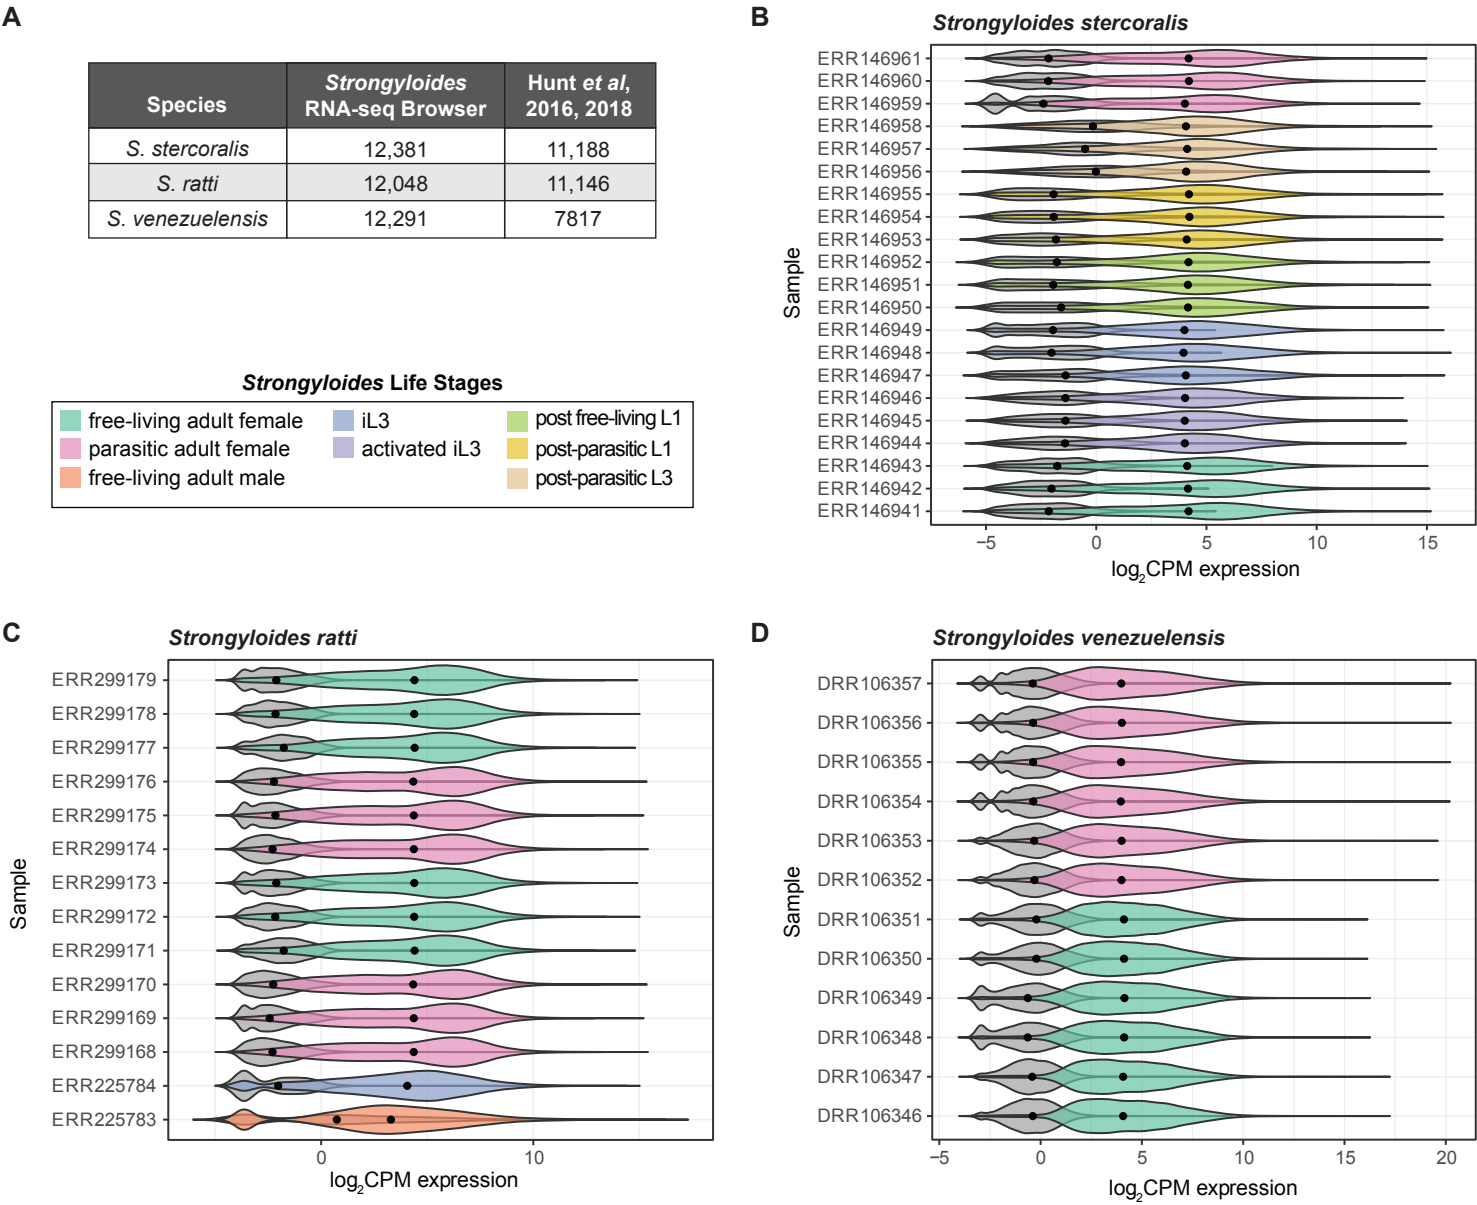 A
Species
Strongyloides RNA-seq Browser
Hunt et al, 2016, 2018
S. stercoralis 12,381 11,188
S. ratti 12,048 11,146
S. venezuelensis 12,291 7817
Strongyloides Life Stages
free-living adult female
parasitic adult female
free-living adult male
iL3
activated iL3
post free-living L1
post-parasitic L1
post-parasitic L3
B
Strongyloides stercoralis
Sample
ERR146961
ERR146960
ERR146959
ERR146958
ERR146957
ERR146956
ERR146955
ERR146954
ERR146953
ERR146952
ERR146951
ERR146950
ERR146949
ERR146948
ERR146947
ERR146946
ERR146945
ERR146944
ERR146943
ERR146942
ERR146941
−5 0 5 10 15
log2CPM expression
C
Strongyloides ratti
Sample
ERR299179
ERR299178
ERR299177
ERR299176
ERR299175
ERR299174
ERR299173
ERR299172
ERR299171
ERR299170
ERR299169
ERR299168
ERR225784
ERR225783
0 10
log2CPM expression
D
Strongyloides venezuelensis
Sample
DRR106357
DRR106356
DRR106355
DRR106354
DRR106353
DRR106352
DRR106351
DRR106350
DRR106349
DRR106348
DRR106347
DRR106346
−5 0 5 10 15 20
log2CPM expression